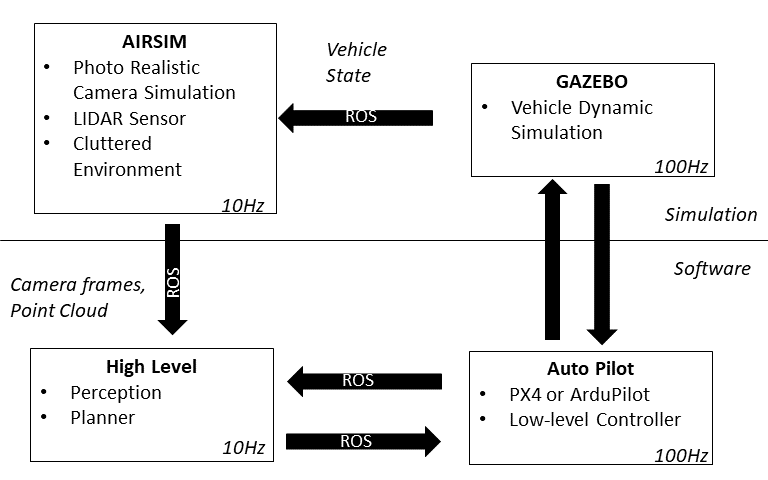 AIRSIM
• Photo Realistic
Camera Simulation
• LIDAR Sensor
• Cluttered
Environment
10Hz
Vehicle
State
ROS
GAZEBO
• Vehicle Dynamic
Simulation
100Hz
Simulation
Software
Camera frames,
Point Cloud
ROS
High Level
• Perception
• Planner
10Hz
ROS
ROS
Auto Pilot
• PX4 or ArduPilot
• Low-level Controller
100Hz